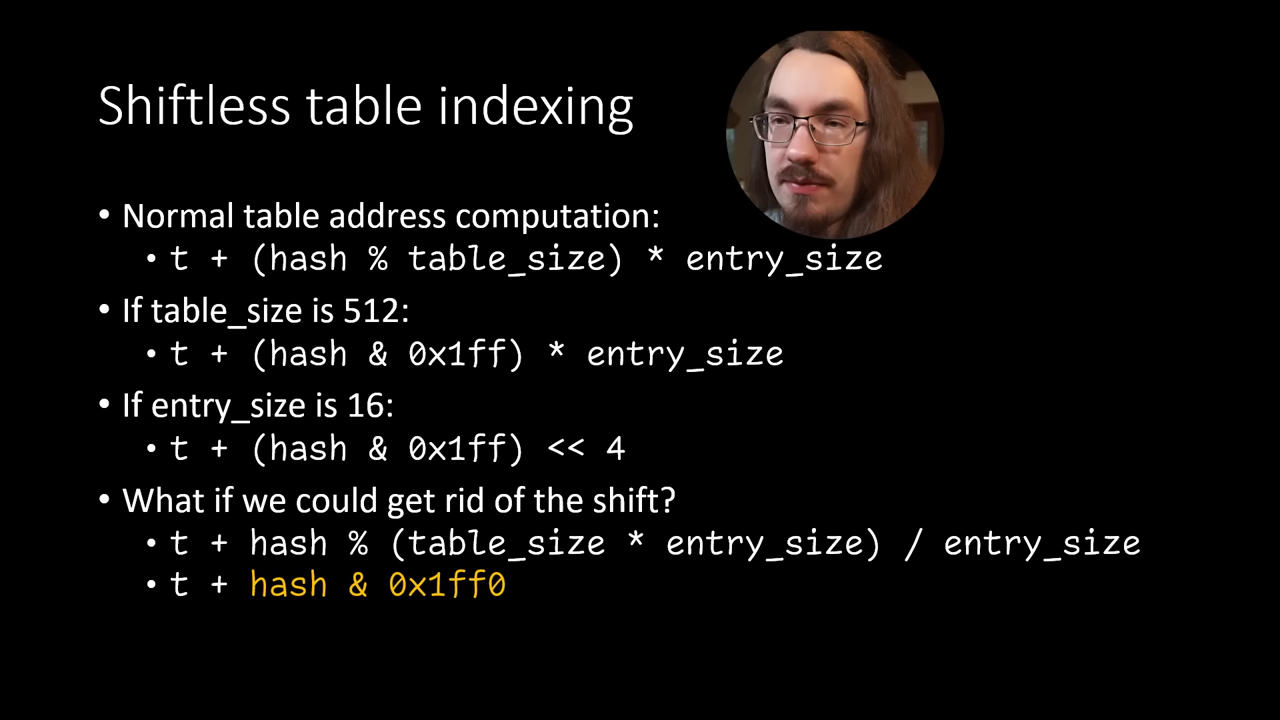 Shiftless table indexing
• Normal table address computation:
• t + (hash % table_size) * entry_size
• If table_size is 512:
• t + (hash & 0x1ff) * entry_size
• If entry_size is 16:
• t + (hash & 0x1ff) << 4
• What if we could get rid of the shift?
• t + hash % (table_size * entry_size) / entry_size
• t + hash & 0x1ff0